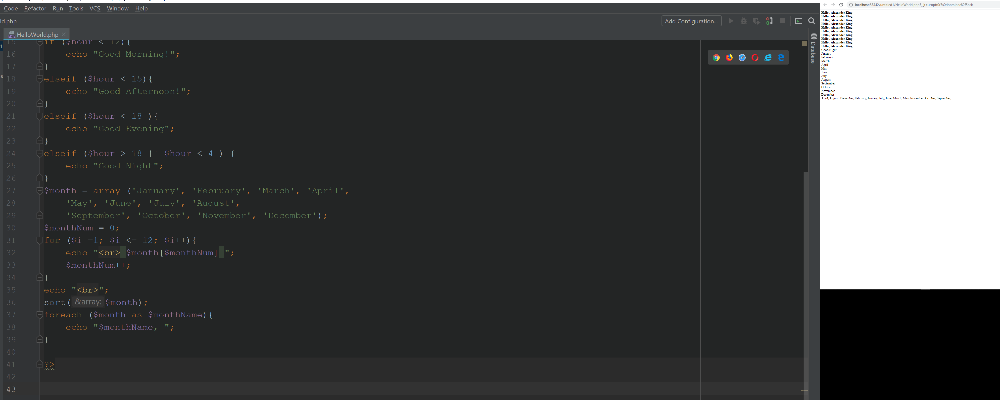 Code Refactor Run Tools VCS Window Help
ld.php
Add Configuration...
HelloWorld.php
15 if ($hour < 12){
16 echo "Good Morning!";
17 }
18 elseif ($hour < 15){
19 echo "Good Afternoon!";
20 }
21 elseif ($hour < 18 ){
22 echo "Good Evening";
23 }
24 elseif ($hour > 18 || $hour < 4 ) {
25 echo "Good Night";
26 }
27 $month = array ('January', 'February', 'March', 'April',
28 'May', 'June', 'July', 'August',
29 'September', 'October', 'November', 'December');
30 $monthNum = 0;
31 for ($i =1; $i <= 12; $i++){
32 echo "<br> $month[$monthNum] ";
33 $monthNum++;
34 }
35 echo "<br>";
36 sort( &array: $month);
37 foreach ($month as $monthName){
38 echo "$monthName, ";
39 }
40
41 ?>
42
43
Database
localhost:63342/untitled1/HelloWorld.php?_ijt=uropft0r7s0dhbmipac82f5hsk
Hello , Alexander King
Hello , Alexander King
Hello , Alexander King
Hello , Alexander King
Hello , Alexander King
Hello , Alexander King
Hello , Alexander King
Hello , Alexander King
Hello , Alexander King
Hello , Alexander King
Good Night
January
February
March
April
May
June
July
August
September
October
November
December
April, August, December, February, January, July, June, March, May, November, October, September,